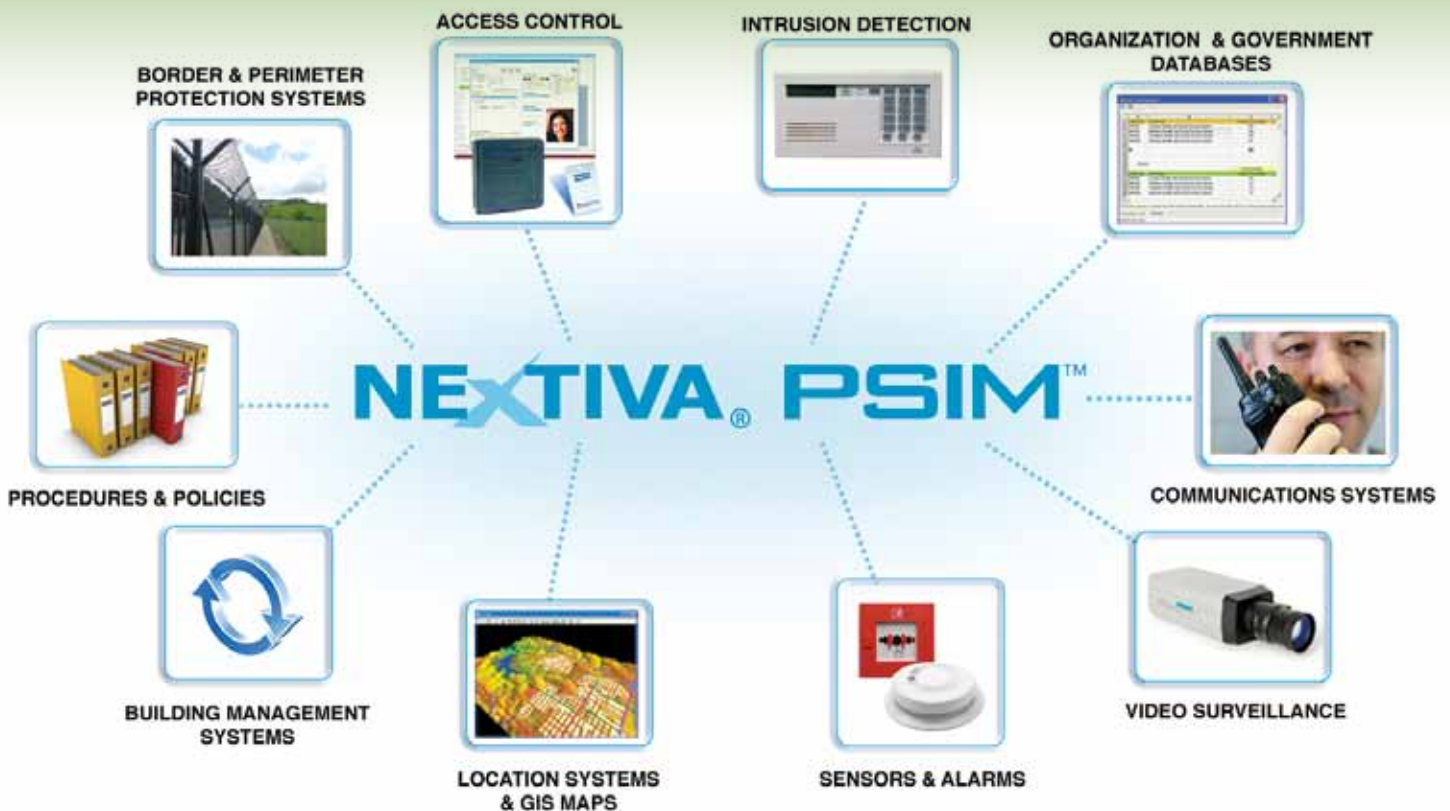 ACCESS CONTROL
INTRUSION DETECTION
ORGANIZATION & GOVERNMENT
DATABASES
BORDER & PERIMETER
PROTECTION SYSTEMS
NEXTIVA® PSIM™
PROCEDURES & POLICIES
COMMUNICATIONS SYSTEMS
BUILDING MANAGEMENT
SYSTEMS
VIDEO SURVEILLANCE
LOCATION SYSTEMS
& GIS MAPS
SENSORS & ALARMS